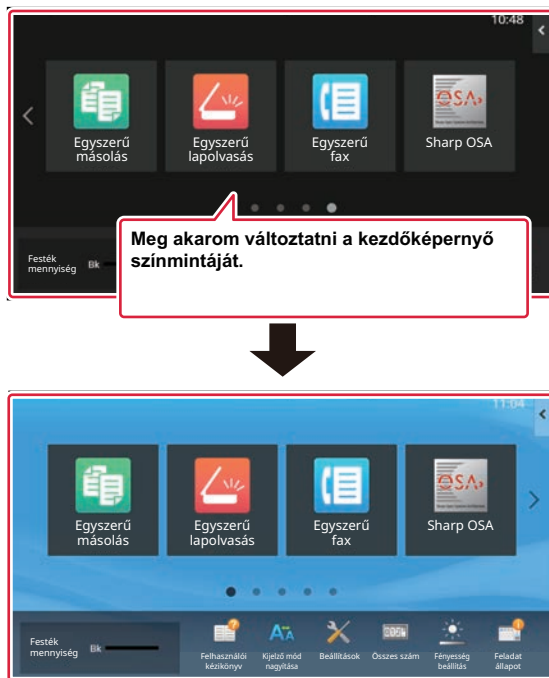 10:48
Egyszerű
másolás
Egyszerű
lapolvasás
Egyszerű
fax
OSA
Sharp OSA
Meg akarom változtatni a kezdőképernyő
színmintáját.
Festék
mennyiség
Bk
11:04
Egyszerű
másolás
Egyszerű
lapolvasás
Egyszerű
fax
OSA
Sharp OSA
Festék
mennyiség
Bk
Felhasználói
kézikönyv
Kijelző mód
nagyítása
Beállítások
Összes szám
Fényesség
beállítás
Feladat
állapot